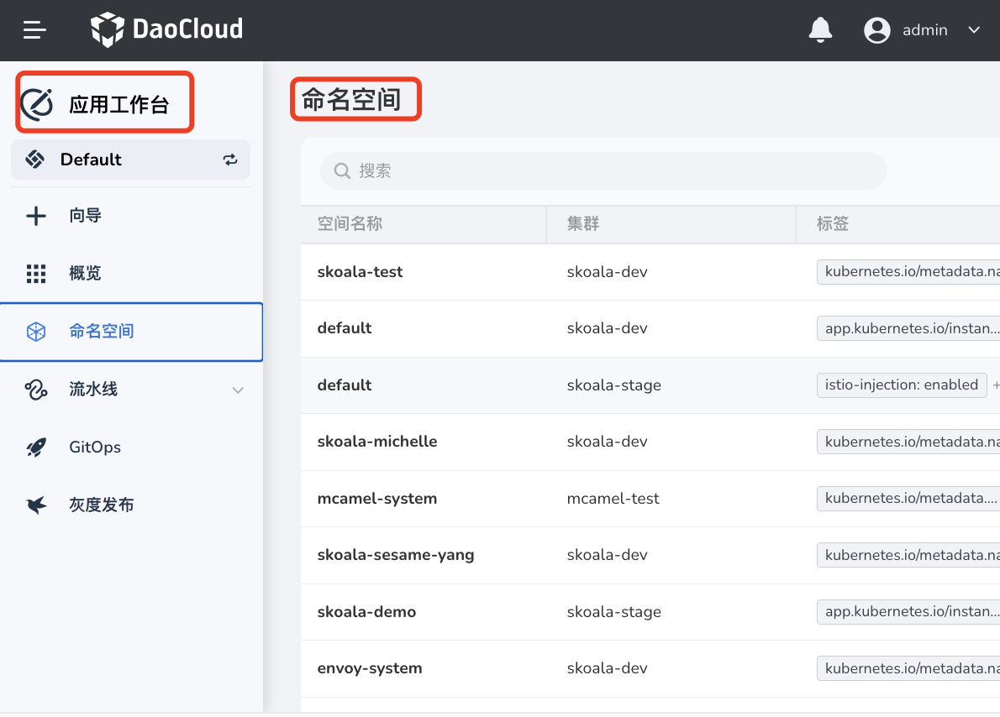 DaoCloud
admin
应用工作台
Default
向导
概览
命名空间
流水线
GitOps
灰度发布
命名空间
搜索
空间名称 集群 标签
skoala-test skoala-dev kubernetes.io/metadata.na
default skoala-dev app.kubernetes.io/instan...
default skoala-stage istio-injection: enabled +
skoala-michelle skoala-dev kubernetes.io/metadata.na
mcamel-system mcamel-test kubernetes.io/metadata....
skoala-sesame-yang skoala-dev kubernetes.io/metadata.na
skoala-demo skoala-stage app.kubernetes.io/instan...
envoy-system skoala-dev kubernetes.io/metadata.na